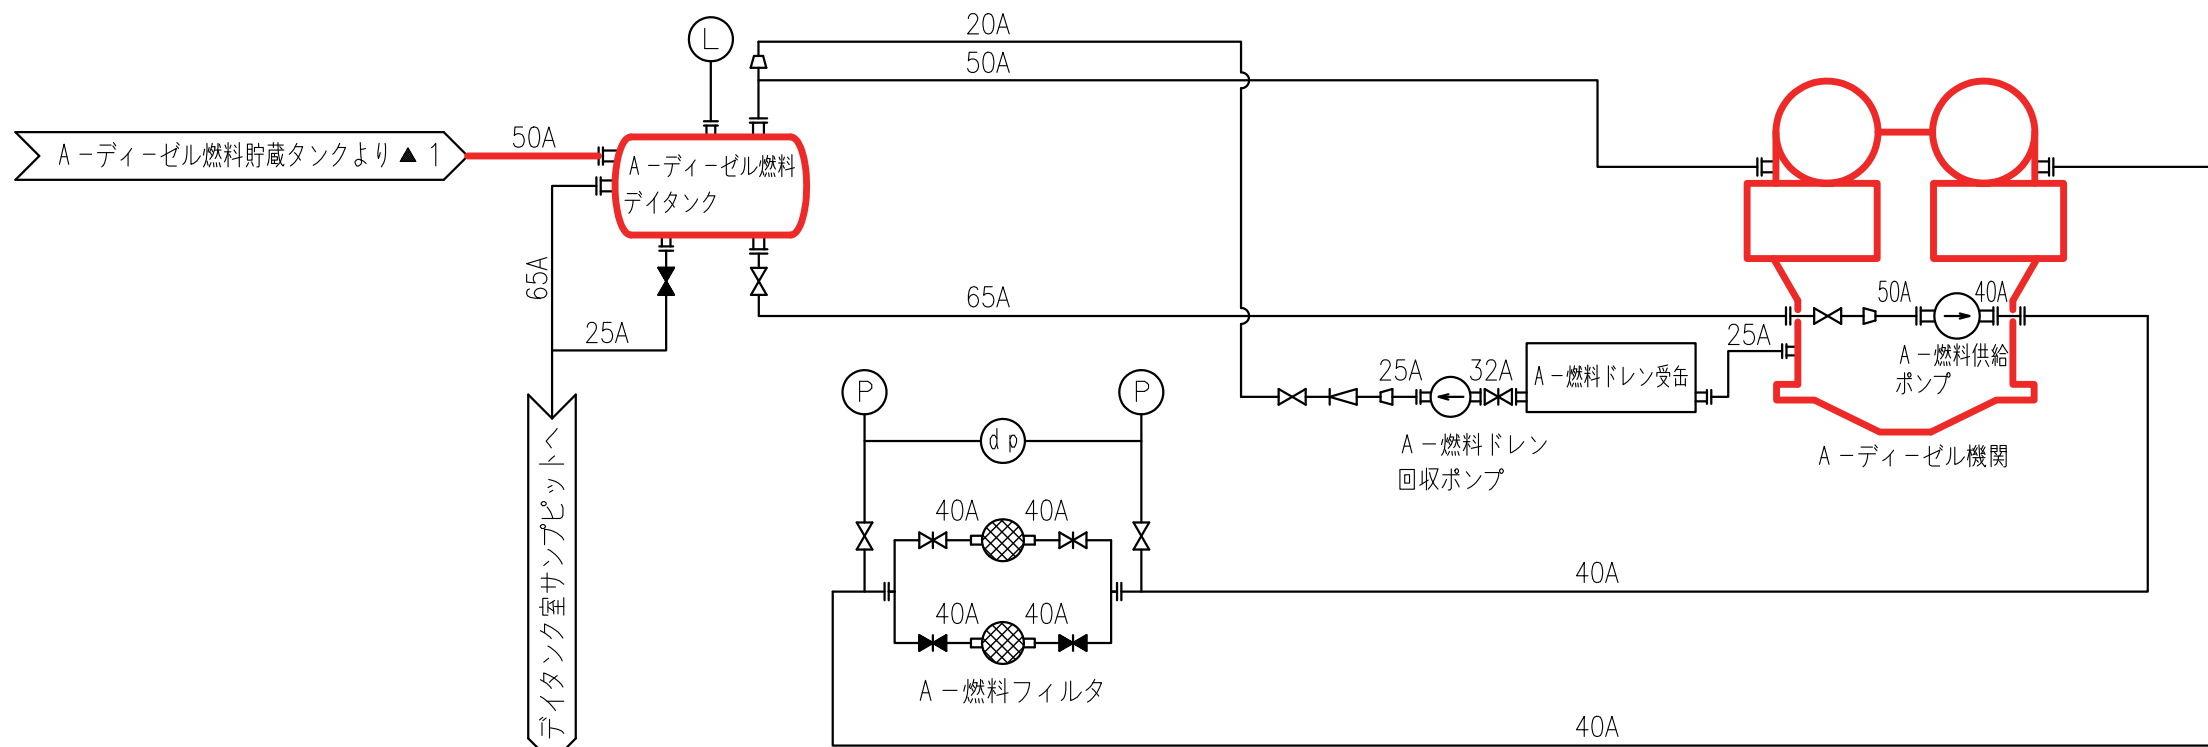 20A
L
50A
A-ディーゼル燃料貯蔵タンクより▲1
50A
A-ディーゼル燃料
デイタンク
65A
65A
25A
50A
40A
25A
A-燃料供給
ポンプ
25A
32A
A-燃料ドレン受缶
P
P
dp
A-燃料ドレン
回収ポンプ
A-ディーゼル機関
デイタンク室サンプピットへ
40A
40A
40A
40A
40A
A-燃料フィルタ
40A